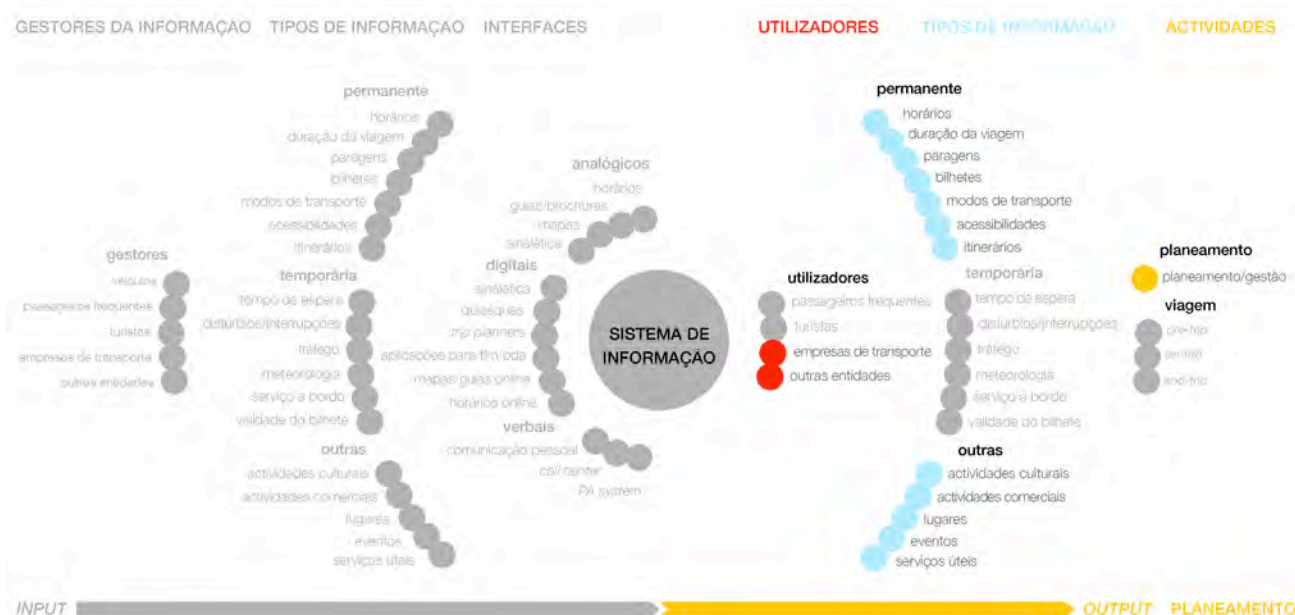 GESTORES DA INFORMAÇÃO
TIPOS DE INFORMAÇÃO
INTERFACES
UTILIZADORES
TIPOS DE INFORMAÇÃO
ACTIVIDADES
gestores
veículos
passageiros frequentes
turistas
empresas de transporte
outras entidades
permanente
horários
duração da viagem
paragens
bilhetes
modos de transporte
acessibilidades
itinerários
temporária
tempo de espera
distúrbios/interrupções
tráfego
meteorologia
serviço a bordo
validade do bilhete
outras
actividades culturais
actividades comerciais
lugares
eventos
serviços úteis
analógicos
horários
guias/brochuras
mapas
sinalética
digitais
sinalética
quiosques
trip planners
aplicações para tlm/pda
mapas/guias online
horários online
verbais
comunicação pessoal
call center
PA system
SISTEMA DE
INFORMAÇÃO
utilizadores
passageiros frequentes
turistas
empresas de transporte
outras entidades
permanente
horários
duração da viagem
paragens
bilhetes
modos de transporte
acessibilidades
itinerários
temporária
tempo de espera
distúrbios/interrupções
tráfego
meteorologia
serviço a bordo
validade do bilhete
outras
actividades culturais
actividades comerciais
lugares
eventos
serviços úteis
planeamento
planeamento/gestão
viagem
pre-trip
on-trip
end-trip
INPUT
OUTPUT
PLANEAMENTO